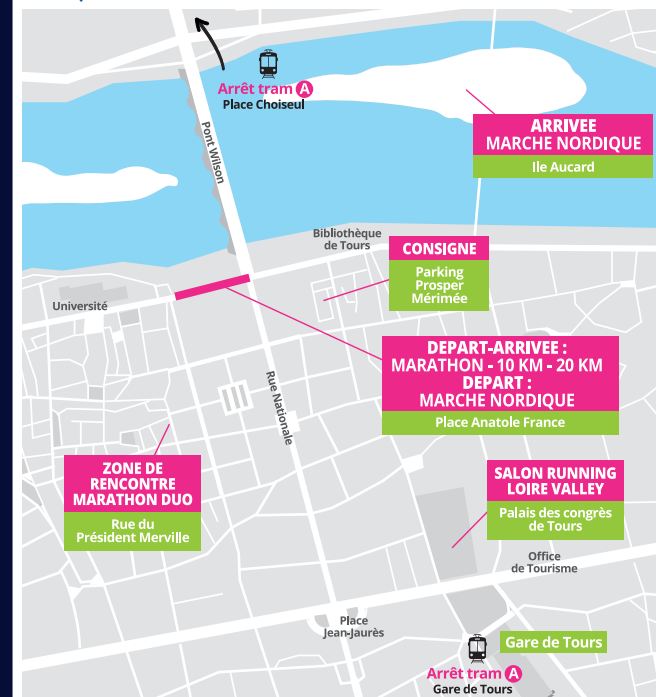 Arrêt tram A
Place Choiseul
Pont Wilson
ARRIVEE
MARCHE NORDIQUE
Ile Aucard
Bibliothèque
de Tours
CONSIGNE
Parking
Prosper
Mérimée
Université
DEPART-ARRIVEE :
MARATHON - 10 KM - 20 KM
DEPART :
MARCHE NORDIQUE
Place Anatole France
Rue Nationale
ZONE DE
RENCONTRE
MARATHON DUO
Rue du
Président Merville
SALON RUNNING
LOIRE VALLEY
Palais des congrès
de Tours
Office
de Tourisme
Place
Jean-Jaurès
Gare de Tours
Arrêt tram A
Gare de Tours